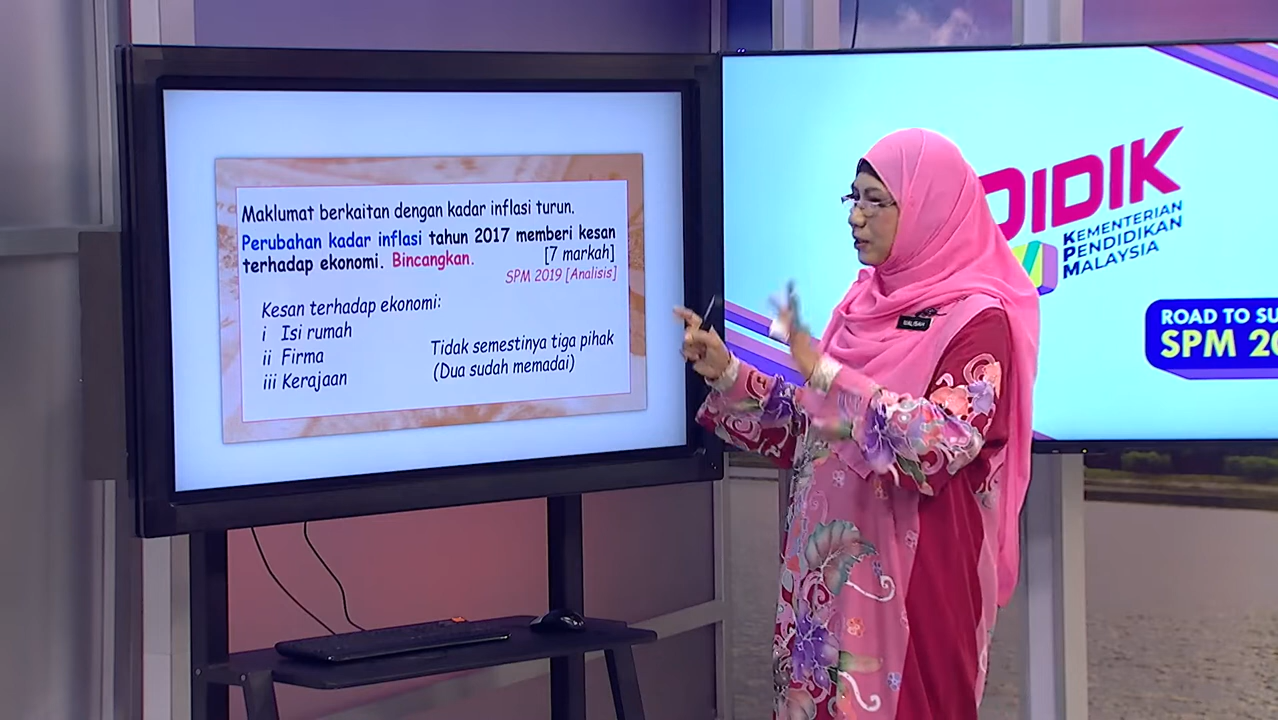 Maklumat berkaitan dengan kadar inflasi turun.
Perubahan kadar inflasi tahun 2017 memberi kesan
terhadap ekonomi. Bincangkan. [7 markah]
SPM 2019 [Analisis]
Kesan terhadap ekonomi:
i Isi rumah
ii Firma
iii Kerajaan
Tidak semestinya tiga pihak
(Dua sudah memadai)
DIDIK
KEMENTERIAN
PENDIDIKAN
MALAYSIA
ROAD TO SU
SPM 20